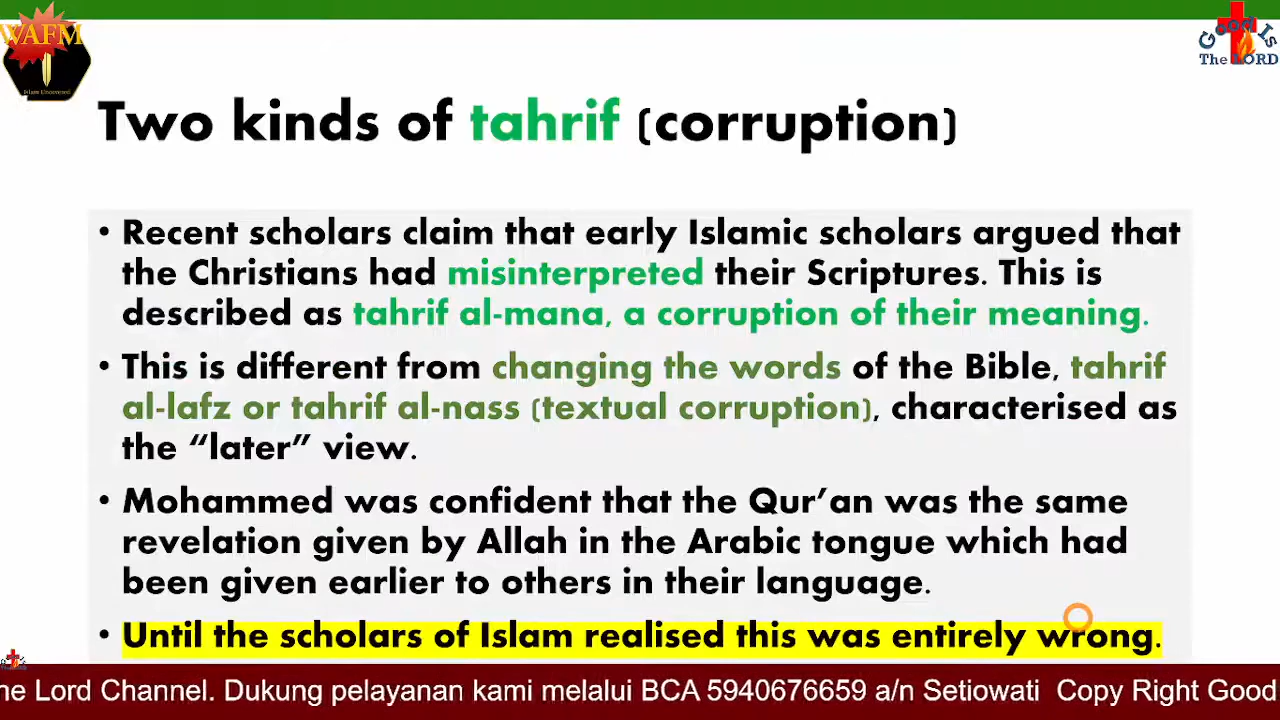 WAFM
Islam Uncovered
Good Is
The LORD
Two kinds of tahrif (corruption)
• Recent scholars claim that early Islamic scholars argued that
the Christians had misinterpreted their Scriptures. This is
described as tahrif al-mana, a corruption of their meaning.
• This is different from changing the words of the Bible, tahrif
al-lafz or tahrif al-nass (textual corruption), characterised as
the “later” view.
• Mohammed was confident that the Qur’an was the same
revelation given by Allah in the Arabic tongue which had
been given earlier to others in their language.
• Until the scholars of Islam realised this was entirely wrong.
he Lord Channel. Dukung pelayanan kami melalui BCA 5940676659 a/n Setiowati Copy Right Good